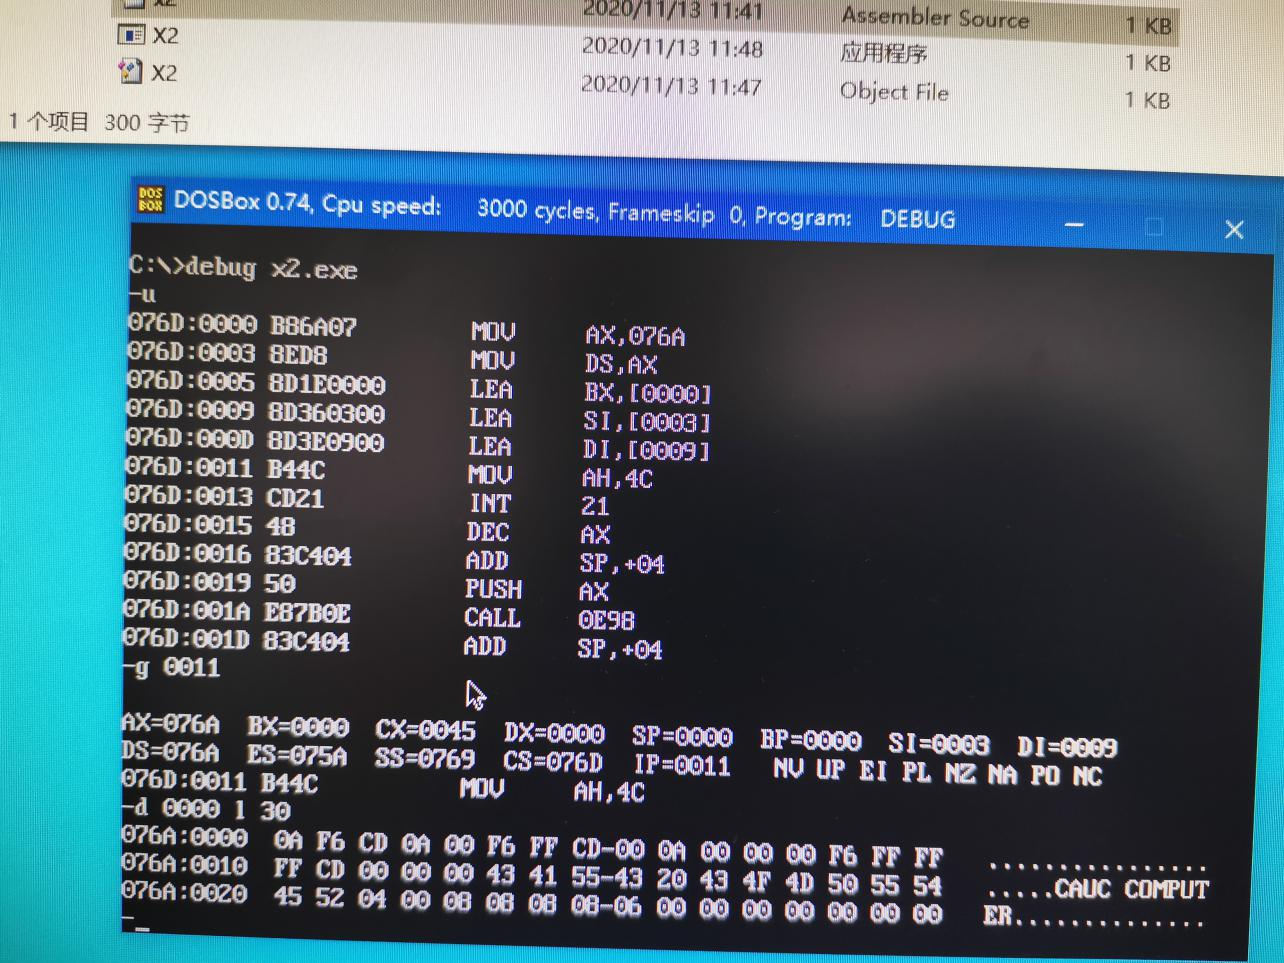 X2 2020/11/13 11:41 Assembler Source 1 KB
X2 2020/11/13 11:48 应用程序 1 KB
X2 2020/11/13 11:47 Object File 1 KB
1 个项目 300 字节
DOS BOX DOSBox 0.74, Cpu speed: 3000 cycles, Frameskip 0, Program: DEBUG
C:\>debug x2.exe
-u
076D:0000 B86A07 MOV AX,076A
076D:0003 8ED8 MOV DS,AX
076D:0005 8D1E0000 LEA BX,[0000]
076D:0009 8D360300 LEA SI,[0003]
076D:000D 8D3E0900 LEA DI,[0009]
076D:0011 B44C MOV AH,4C
076D:0013 CD21 INT 21
076D:0015 48 DEC AX
076D:0016 83C404 ADD SP,+04
076D:0019 50 PUSH AX
076D:001A E87B0E CALL 0E98
076D:001D 83C404 ADD SP,+04
-g 0011
AX=076A BX=0000 CX=0045 DX=0000 SP=0000 BP=0000 SI=0003 DI=0009
DS=076A ES=075A SS=0769 CS=076D IP=0011 NV UP EI PL NZ NA PO NC
076D:0011 B44C MOV AH,4C
-d 0000 l 30
076A:0000 0A F6 CD 0A 00 F6 FF CD-00 0A 00 00 00 F6 FF FF ................
076A:0010 FF CD 00 00 00 43 41 55-43 20 43 4F 4D 50 55 54 .....CAUC COMPUT
076A:0020 45 52 04 00 08 08 08 08-06 00 00 00 00 00 00 00 ER..............
-